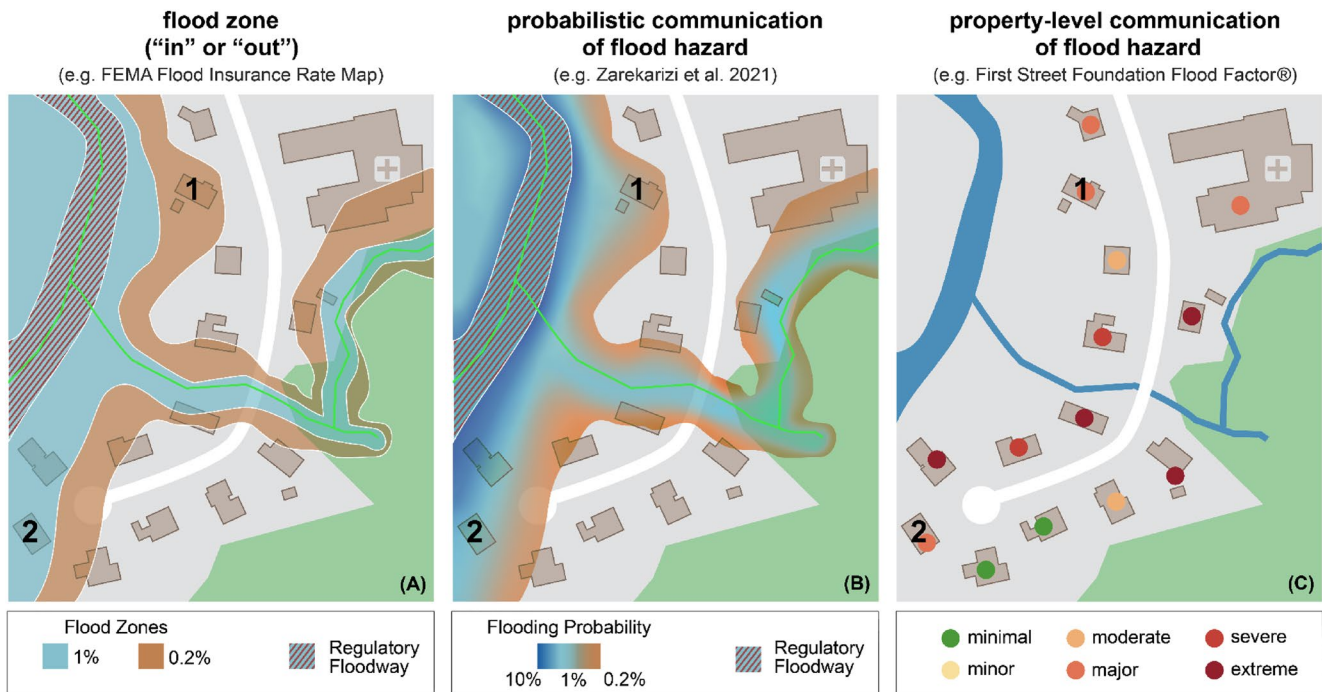 flood zone
(“in” or “out”)
(e.g. FEMA Flood Insurance Rate Map)
1
2
(A)
Flood Zones
1%
0.2%
Regulatory
Floodway
probabilistic communication
of flood hazard
(e.g. Zarekarizi et al. 2021)
1
2
(B)
Flooding Probability
10% 1% 0.2%
Regulatory
Floodway
property-level communication
of flood hazard
(e.g. First Street Foundation Flood Factor®)
1
2
(C)
minimal
moderate
severe
minor
major
extreme